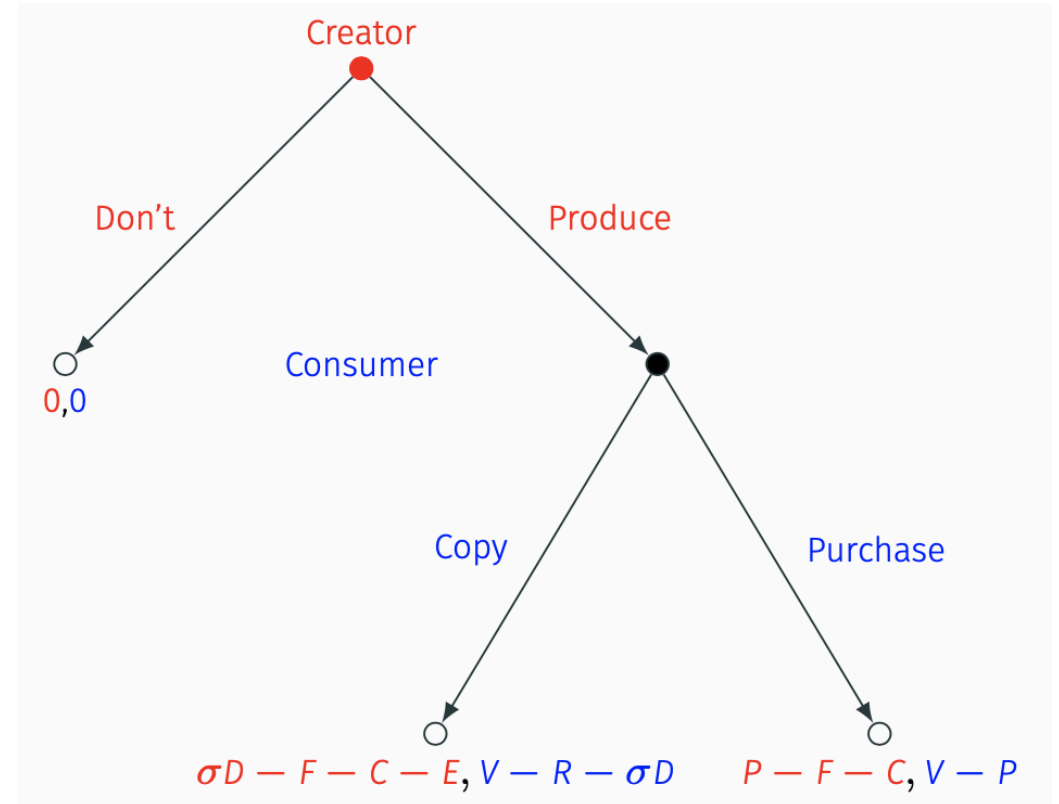 Creator
Don't Produce
Consumer
0,0
Copy Purchase
σD — F — C — E, V — R — σD P — F — C, V — P